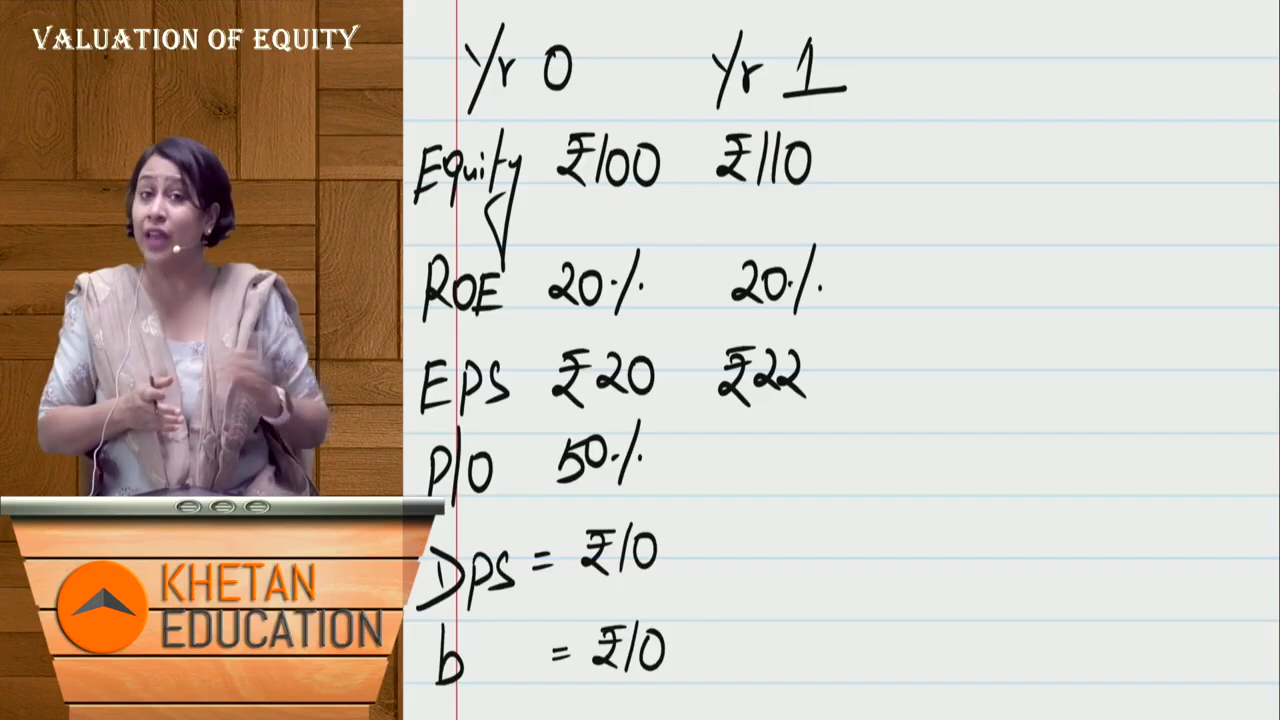 VALUATION OF EQUITY
Yr 0 Yr 1
Equity ₹100 ₹110
ROE 20% 20%
EPS ₹20 ₹22
P/O 50%
DPS = ₹10
b = ₹10
KHETAN
EDUCATION